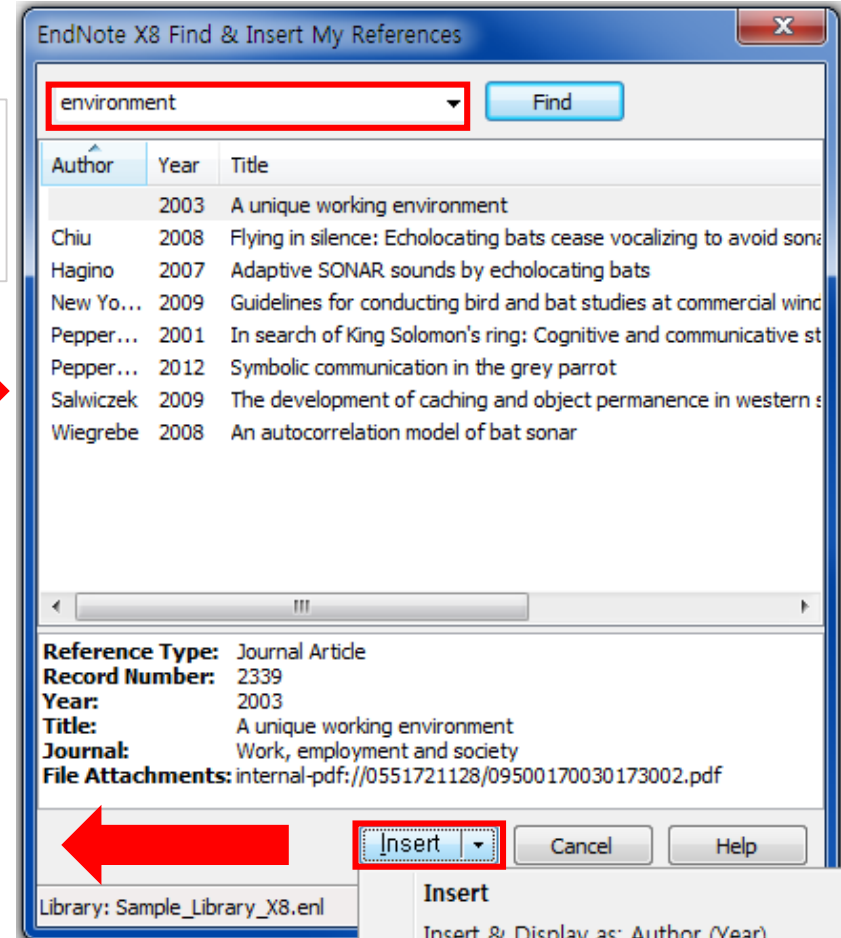 EndNote X8 Find & Insert My References
x
environment Find
Author Year Title
2003 A unique working environment
Chiu 2008 Flying in silence: Echolocating bats cease vocalizing to avoid sona
Hagino 2007 Adaptive SONAR sounds by echolocating bats
New Yo... 2009 Guidelines for conducting bird and bat studies at commercial wind
Pepper... 2001 In search of King Solomon's ring: Cognitive and communicative st
Pepper... 2012 Symbolic communication in the grey parrot
Salwiczek 2009 The development of caching and object permanence in western s
Wiegrebe 2008 An autocorrelation model of bat sonar
Reference Type: Journal Article
Record Number: 2339
Year: 2003
Title: A unique working environment
Journal: Work, employment and society
File Attachments: internal-pdf://0551721128/09500170030173002.pdf
Insert Cancel Help
Library: Sample_Library_X8.enl
Insert
Insert & Display as: Author (Year)